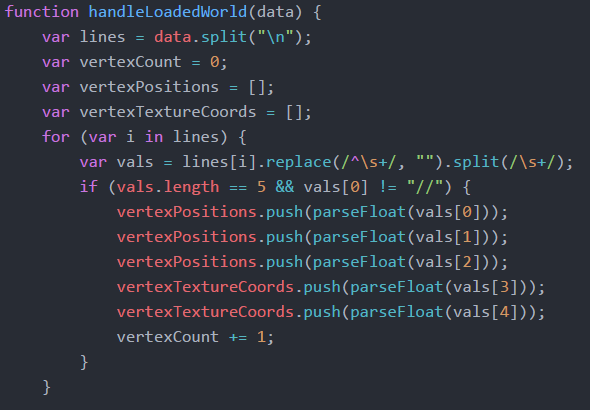 function handleLoadedWorld(data) {
    var lines = data.split("\n");
    var vertexCount = 0;
    var vertexPositions = [];
    var vertexTextureCoords = [];
    for (var i in lines) {
        var vals = lines[i].replace(/^\s+/, "").split(/\s+/);
        if (vals.length == 5 && vals[0] != "//") {
            vertexPositions.push(parseFloat(vals[0]));
            vertexPositions.push(parseFloat(vals[1]));
            vertexPositions.push(parseFloat(vals[2]));
            vertexTextureCoords.push(parseFloat(vals[3]));
            vertexTextureCoords.push(parseFloat(vals[4]));
            vertexCount += 1;
        }
    }